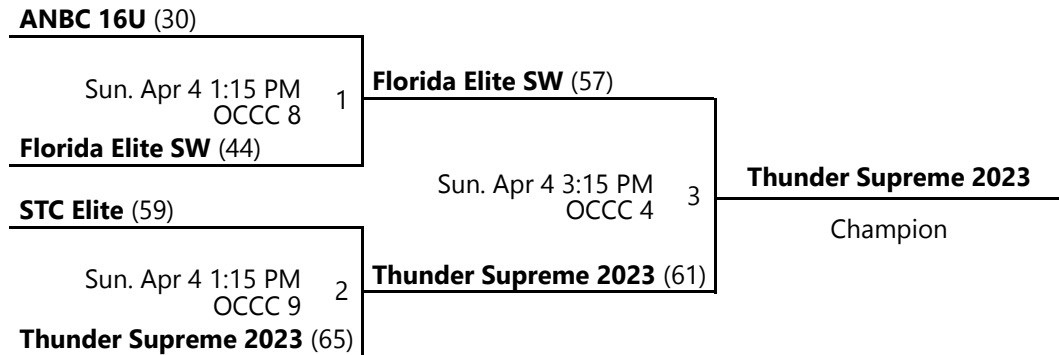 ANBC 16U (30)
Sun. Apr 4 1:15 PM
OCCC 8
1
Florida Elite SW (44)
Florida Elite SW (57)
STC Elite (59)
Sun. Apr 4 1:15 PM
OCCC 9
2
Thunder Supreme 2023 (65)
Thunder Supreme 2023 (61)
Sun. Apr 4 3:15 PM
OCCC 4
3
Thunder Supreme 2023
Champion